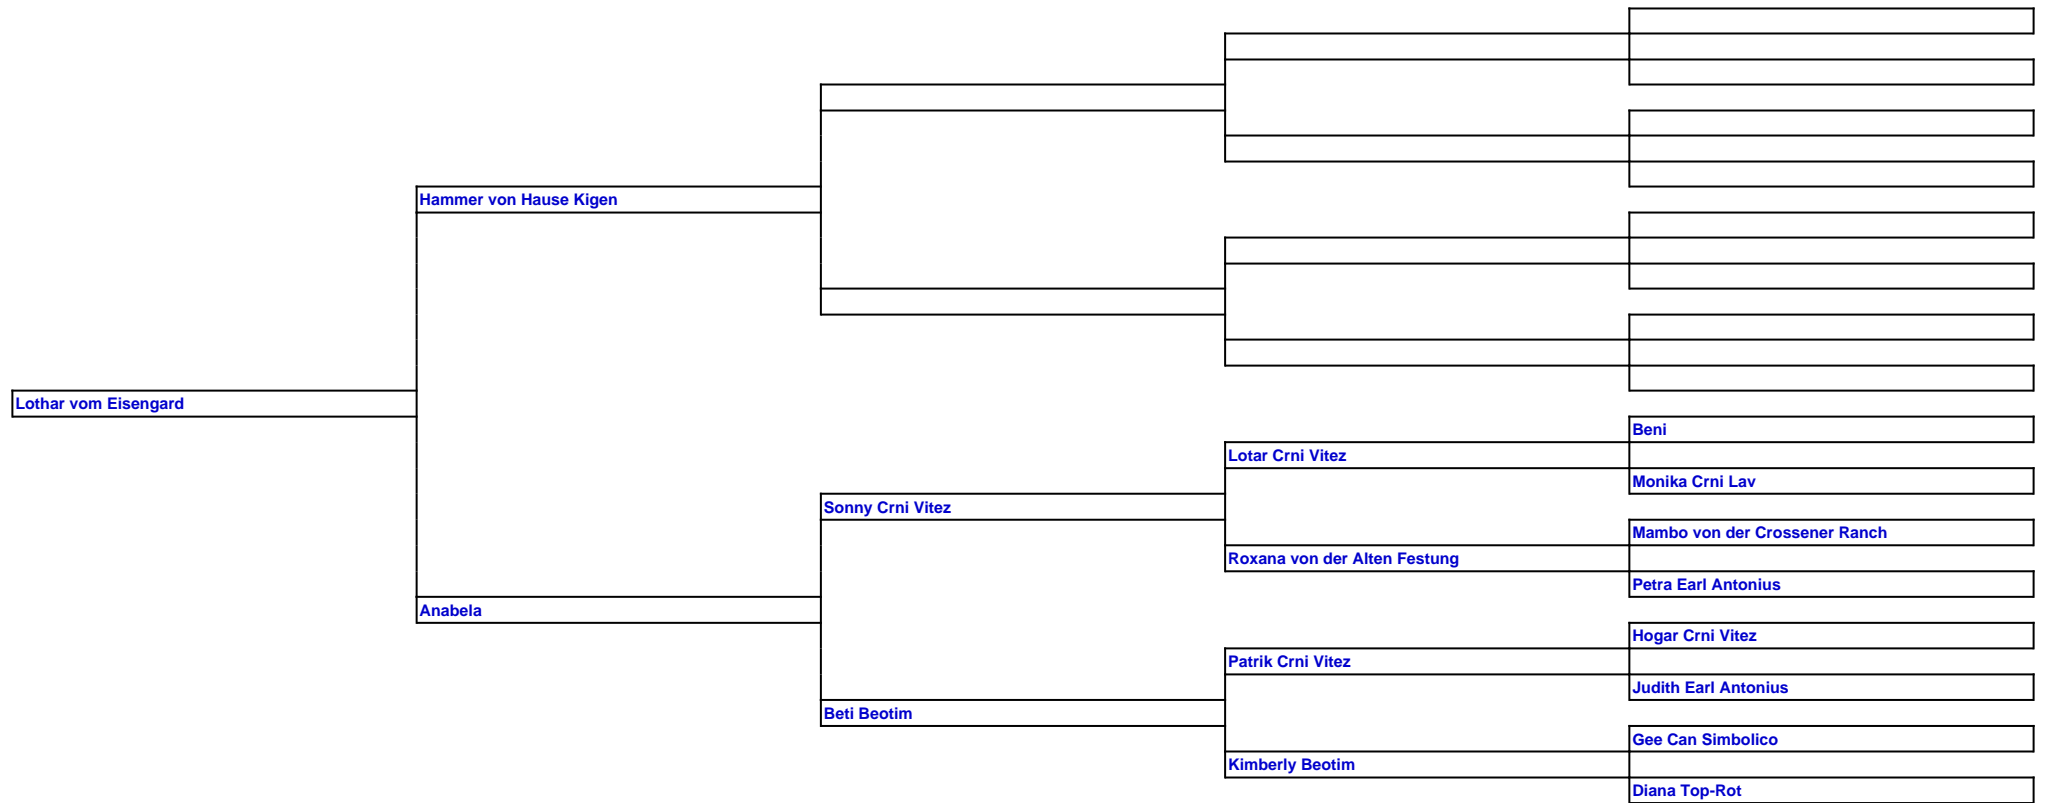 Hammer von Hause Kigen
Lothar vom Eisengard
Beni
Lotar Crni Vitez
Monika Crni Lav
Sonny Crni Vitez
Mambo von der Crossener Ranch
Roxana von der Alten Festung
Petra Earl Antonius
Anabela
Hogar Crni Vitez
Patrik Crni Vitez
Judith Earl Antonius
Beti Beotim
Gee Can Simbolico
Kimberly Beotim
Diana Top-Rot